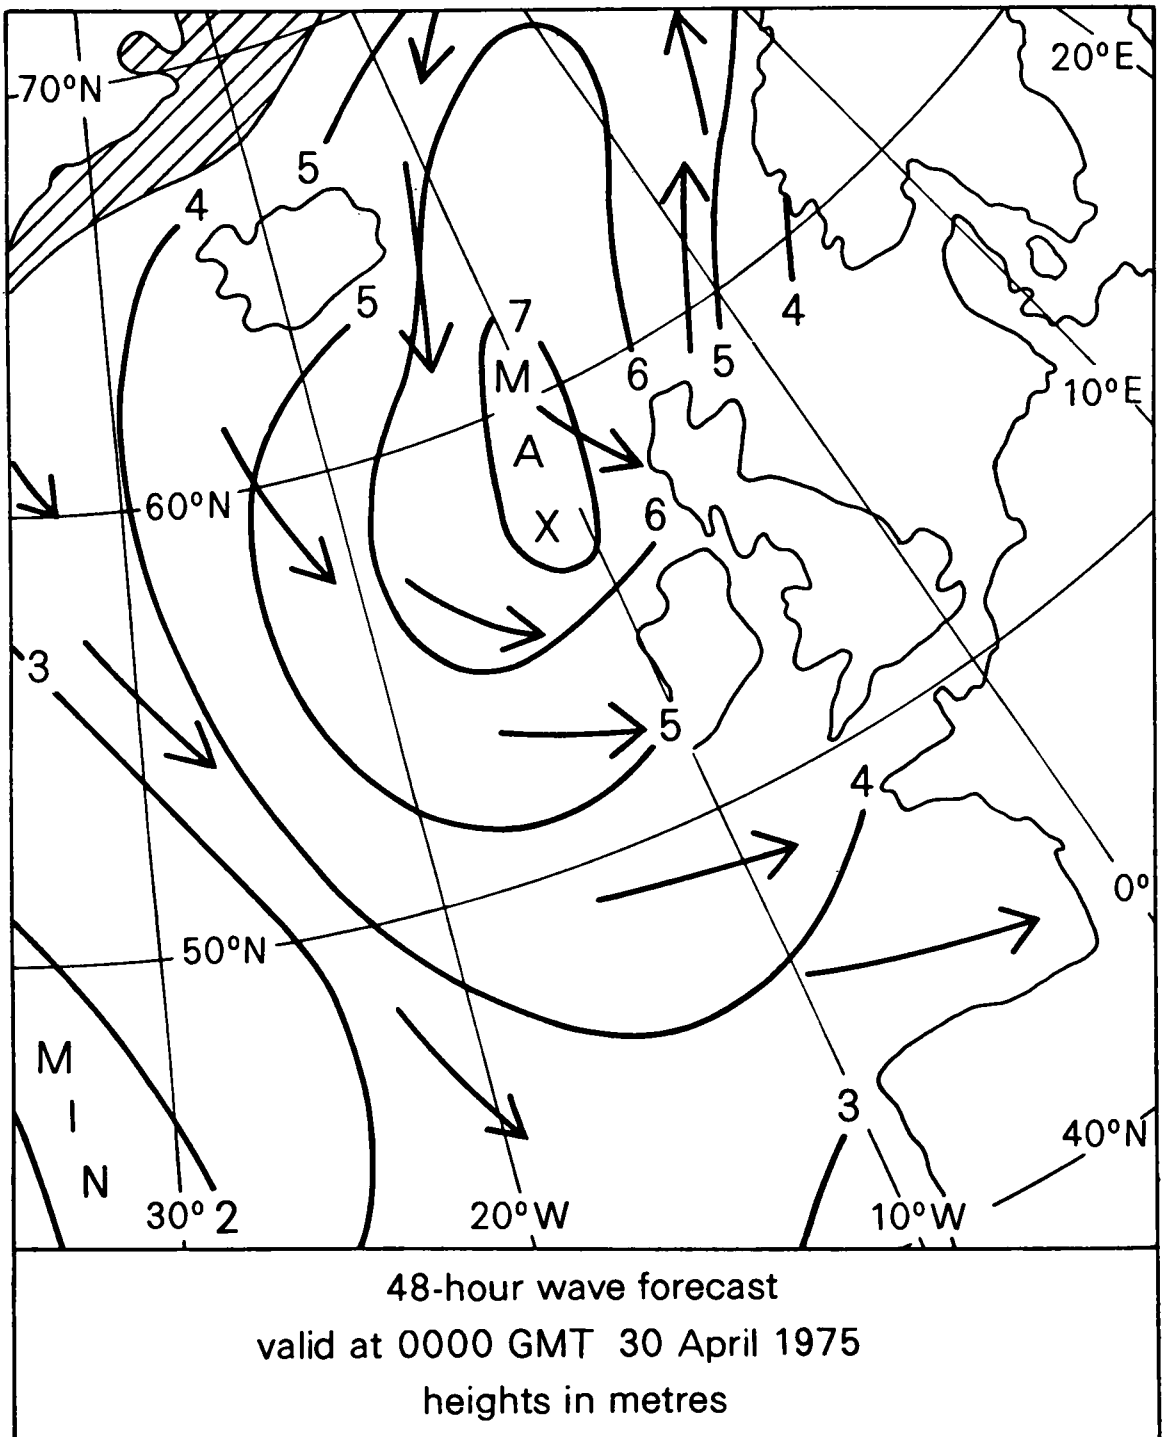 20°E
70°N
5
4
5
7
4
6
5
M
A
X
10°E
60°N
6
3
5
4
0°
50°N
M
I
N
3
40°N
30°
2
20°W
10°W
48-hour wave forecast
valid at 0000 GMT 30 April 1975
heights in metres